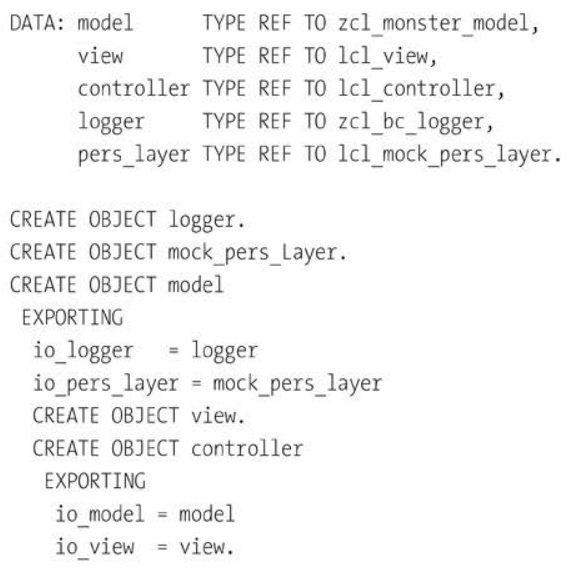 DATA: model      TYPE REF TO zcl_monster_model,
      view       TYPE REF TO lcl_view,
      controller TYPE REF TO lcl_controller,
      logger     TYPE REF TO zcl_bc_logger,
      pers_layer TYPE REF TO lcl_mock_pers_layer.

CREATE OBJECT logger.
CREATE OBJECT mock_pers_Layer.
CREATE OBJECT model
 EXPORTING
  io_logger   = logger
  io_pers_layer = mock_pers_layer
  CREATE OBJECT view.
  CREATE OBJECT controller
   EXPORTING
    io_model = model
    io_view  = view.